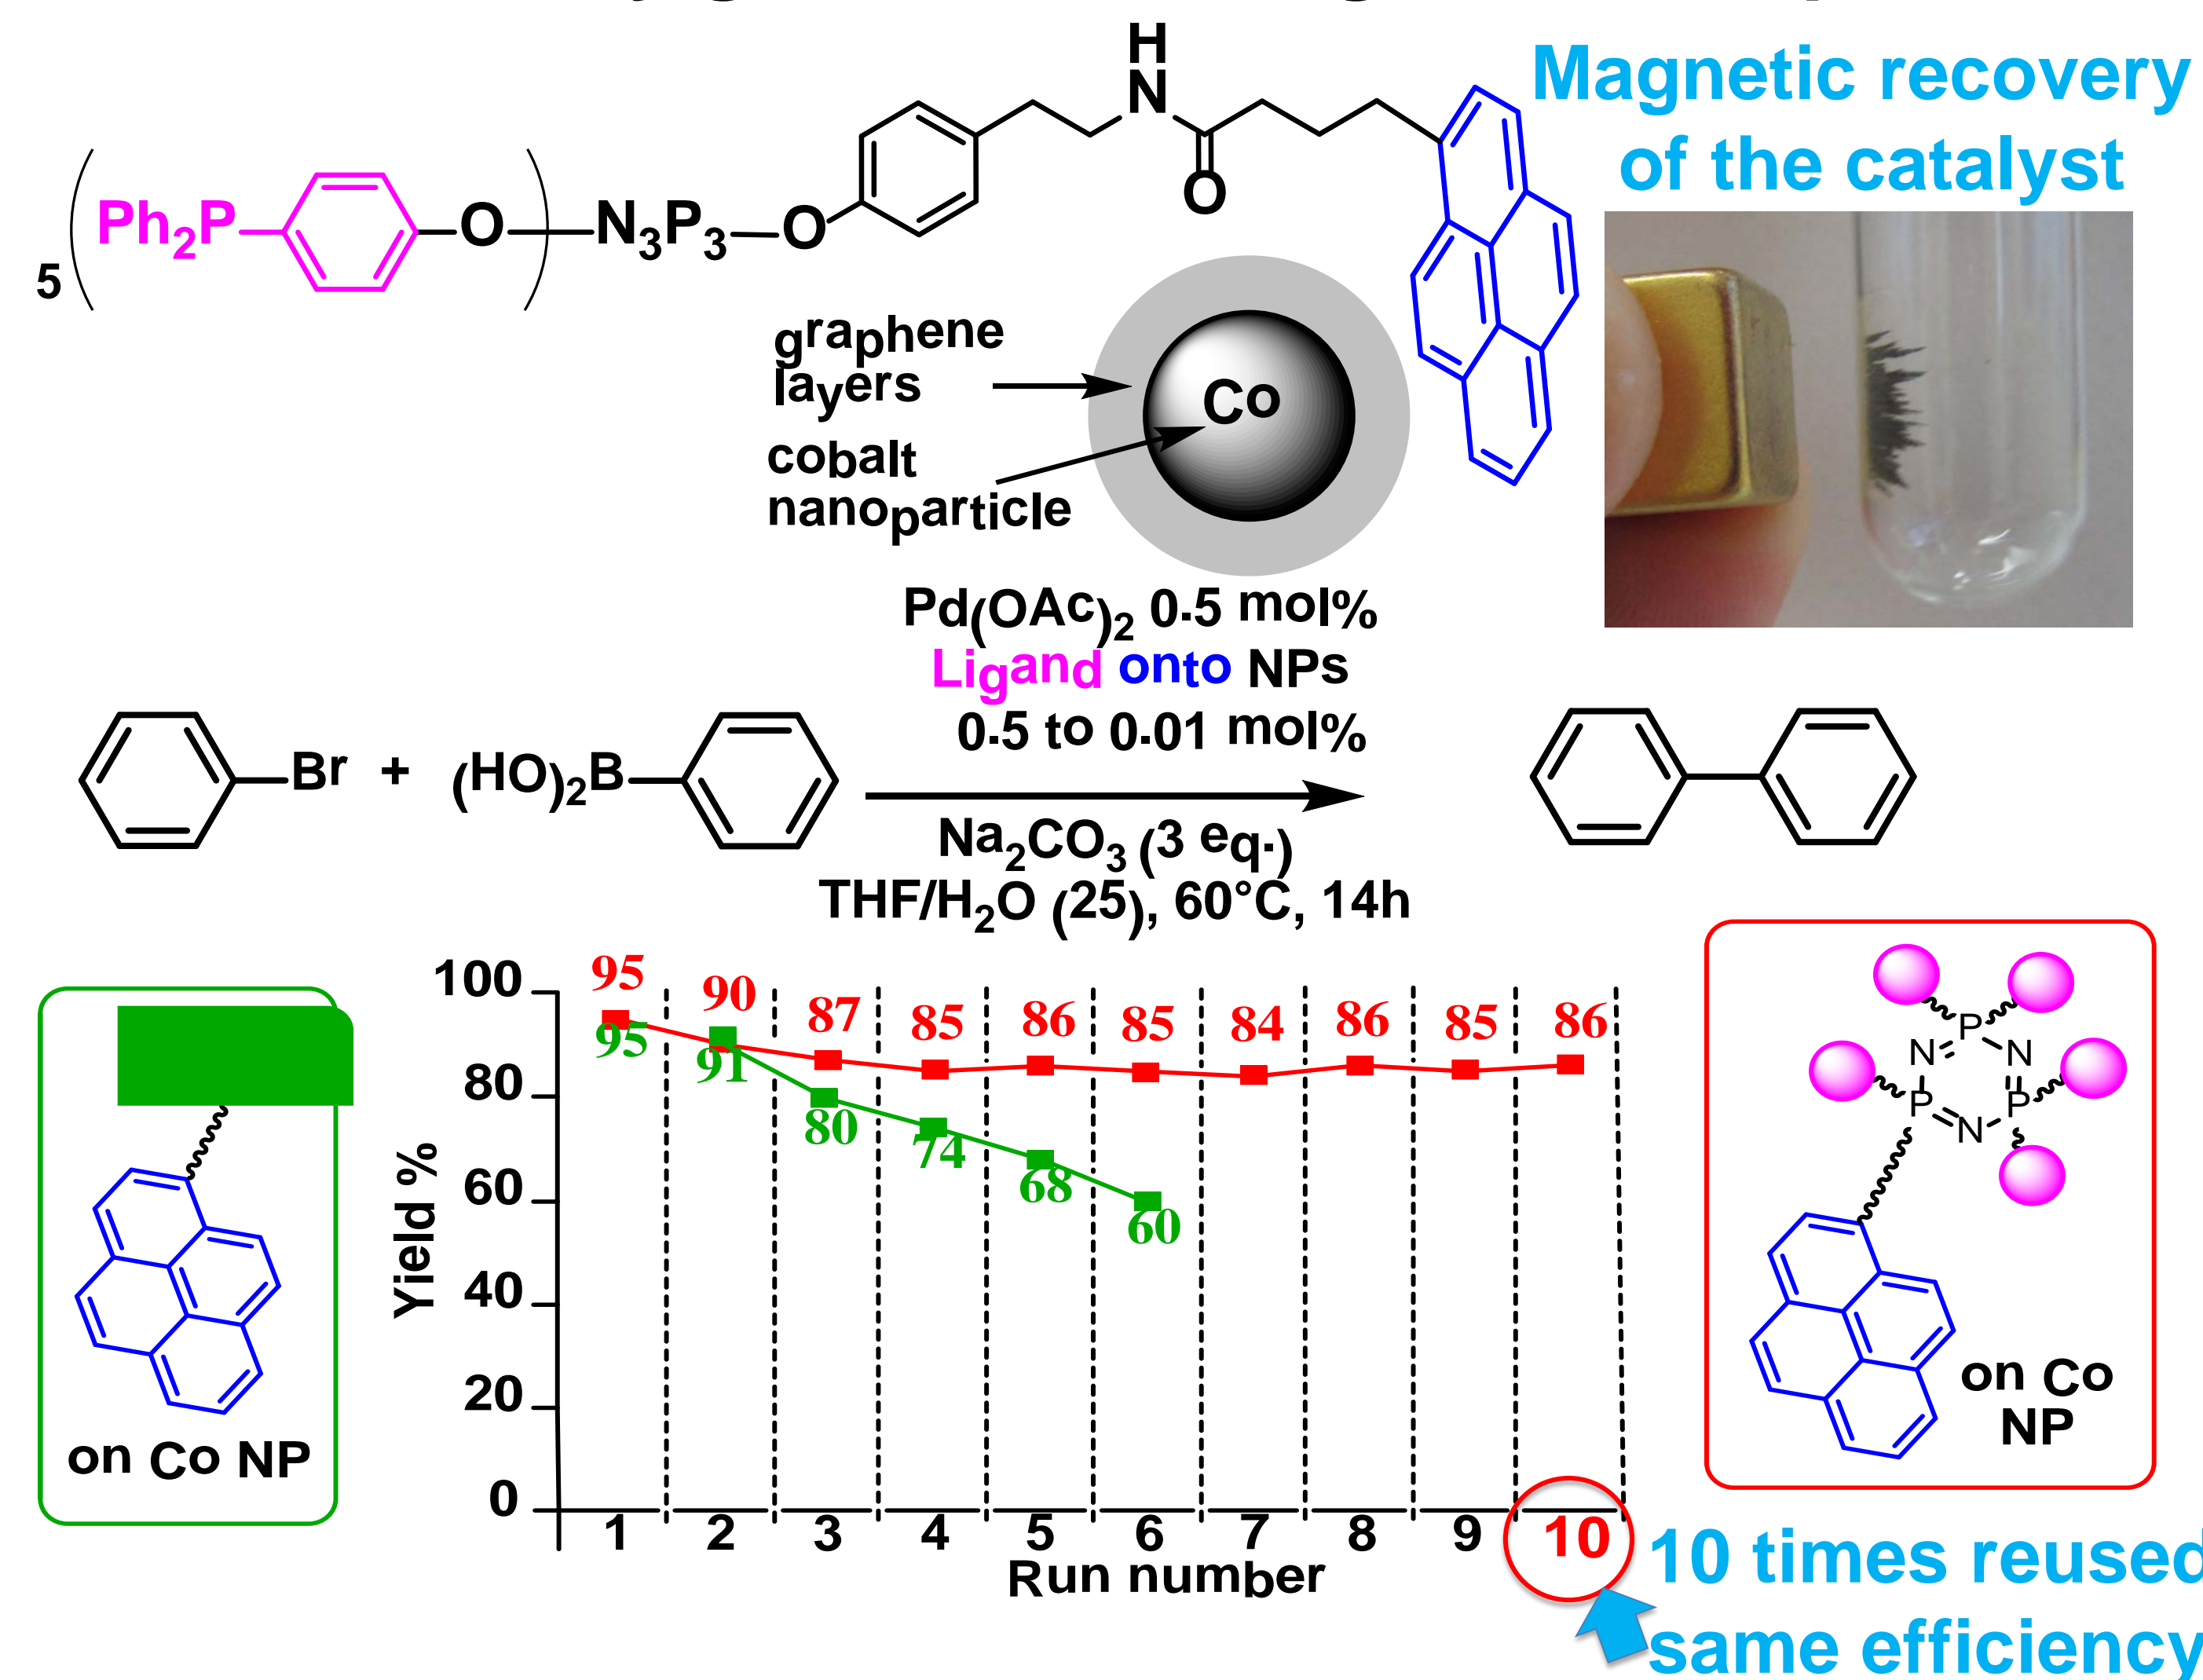 Magnetic recovery
of the catalyst
H
N
O
5(Ph₂P O) N₃P₃ O
graphene
layers
Co
cobalt
nanoparticle
Pd(OAc)₂ 0.5 mol%
Ligand onto NPs
0.5 to 0.01 mol%
Br + (HO)₂B
Na₂CO₃ (3 eq.)
THF/H₂O (25), 60°C, 14h
Yield %
100
80
60
40
20
0
95 90 87 85 86 85 84 86 85 86
95 91 80 74 68 60
1 2 3 4 5 6 7 8 9 10
Run number
on Co NP
P
N N
P P
N
on Co
NP
10 times reused
same efficiency